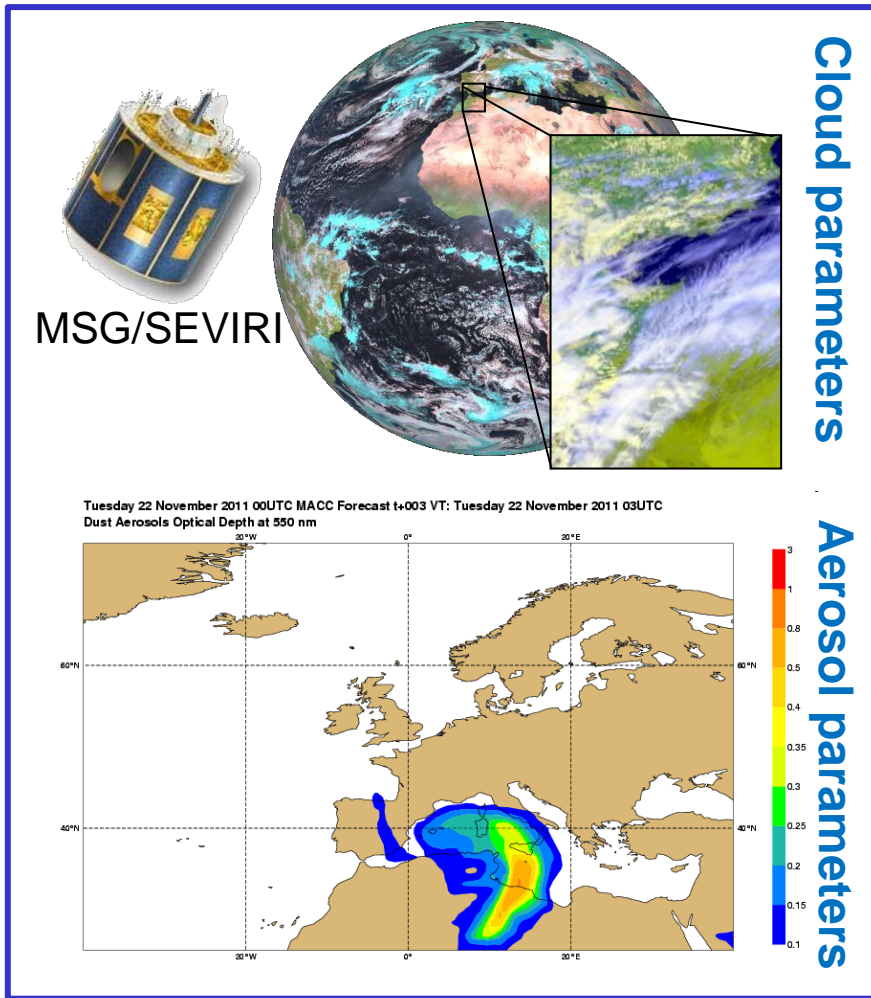 Cloud parameters
MSG/SEVIRI
Tuesday 22 November 2011 00UTC MACC Forecast t+003 VT: Tuesday 22 November 2011 03UTC
Dust Aerosols Optical Depth at 550 nm
Aerosol parameters
20°W 0° 20°E
3
1
0.8
60°N 60°N
0.5
0.4
0.35
0.3
40°N 40°N
0.25
0.2
0.15
0.1
20°W 0° 20°E